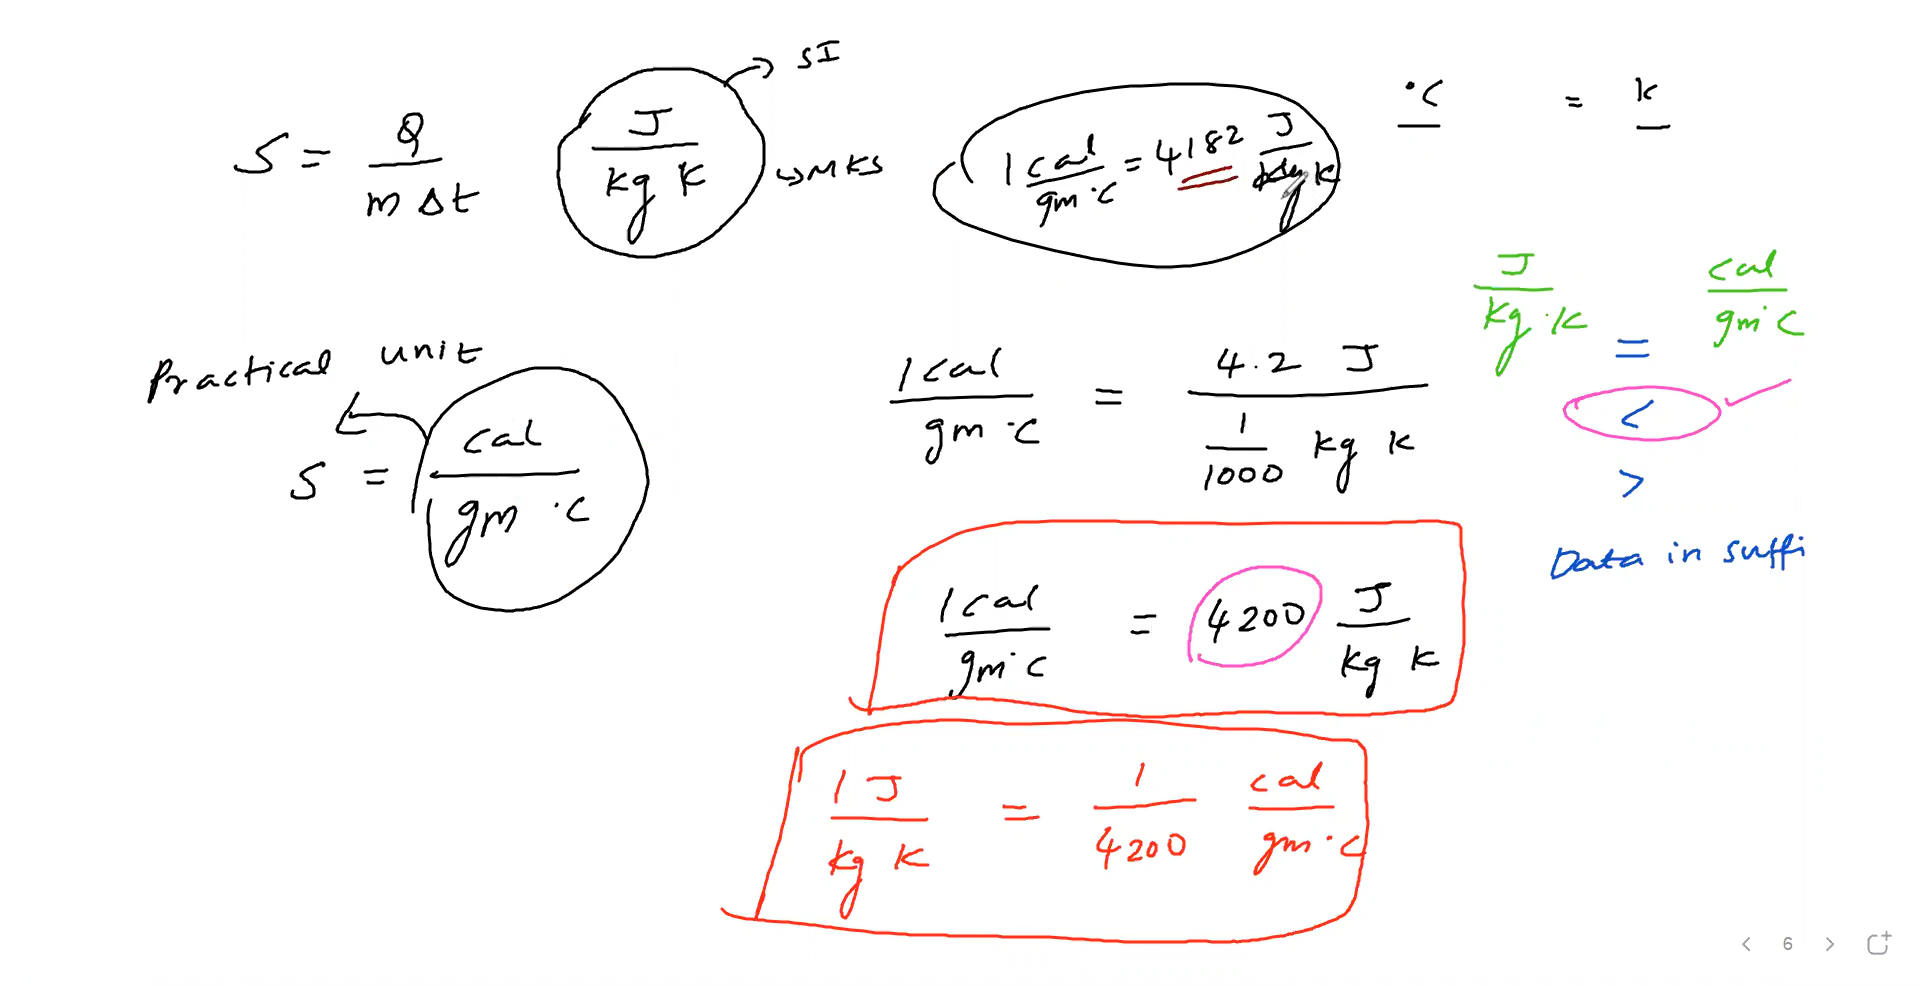 S = Q / m Δt
J / kg K
→ SI
→ MKS
1 cal / gm °C = 4182 J / kg K
°C = K
Practical unit
S = cal / gm °C
1 cal / gm °C = 4.2 J / 1/1000 kg K
J / kg·K cal / gm °C
=
<
>
Data in suffi
1 cal / gm °C = 4200 J / kg K
1 J / kg K = 1 / 4200 cal / gm °C
< 6 >